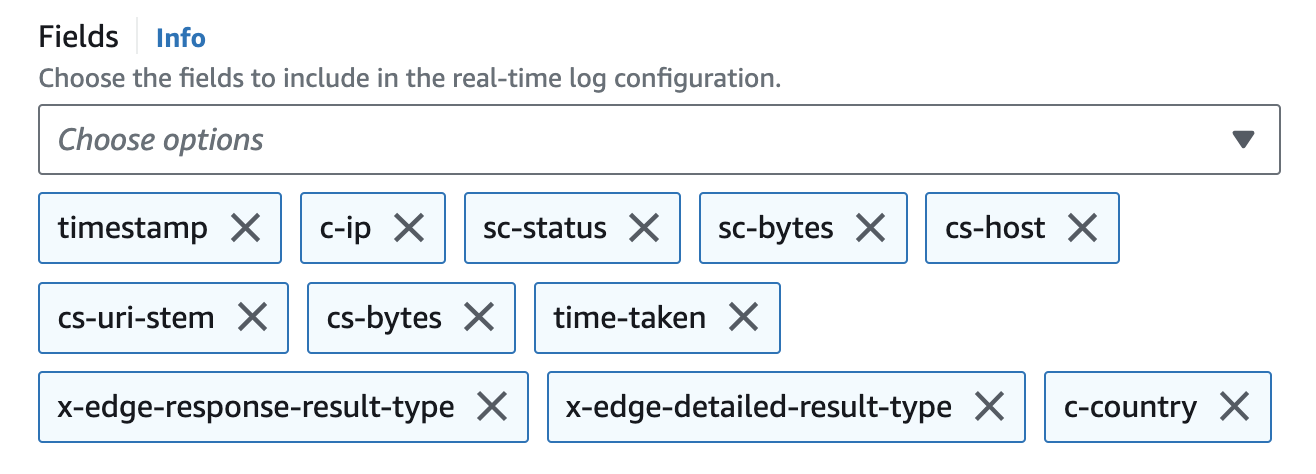 Fields Info
Choose the fields to include in the real-time log configuration.
Choose options
timestamp c-ip sc-status sc-bytes cs-host
cs-uri-stem cs-bytes time-taken
x-edge-response-result-type x-edge-detailed-result-type c-country